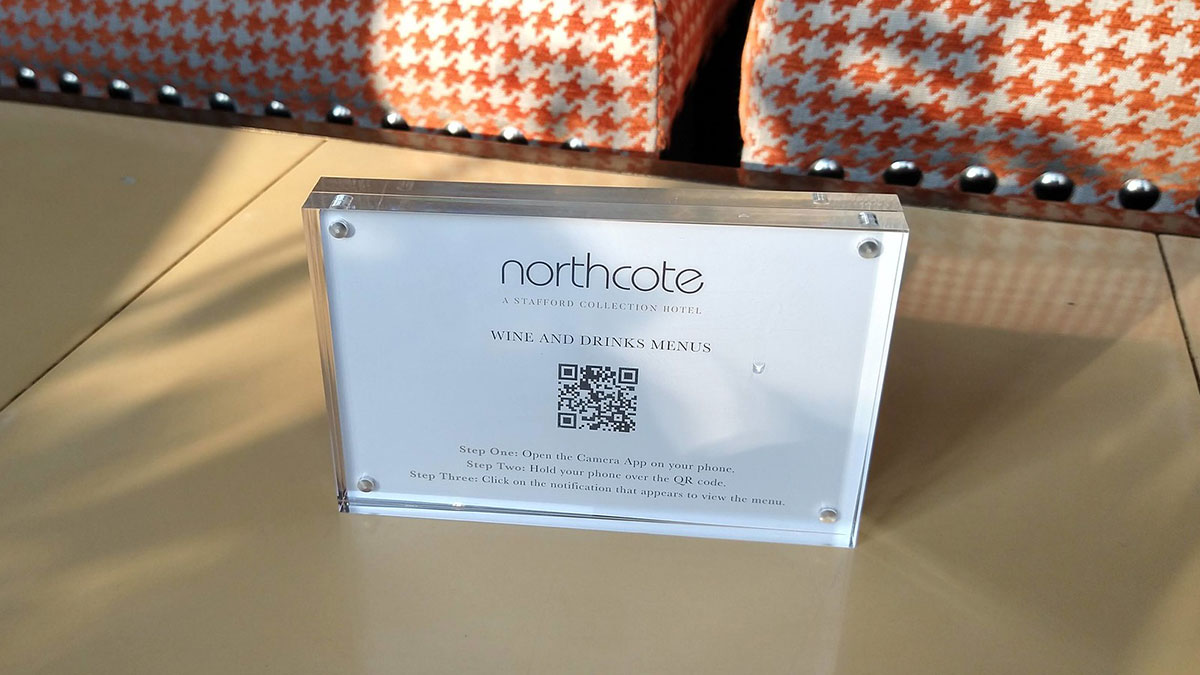 northcote
A STAFFORD COLLECTION HOTEL
WINE AND DRINKS MENUS
Step One: Open the Camera App on your phone.
Step Two: Hold your phone over the QR code.
Step Three: Click on the notification that appears to view the menu.